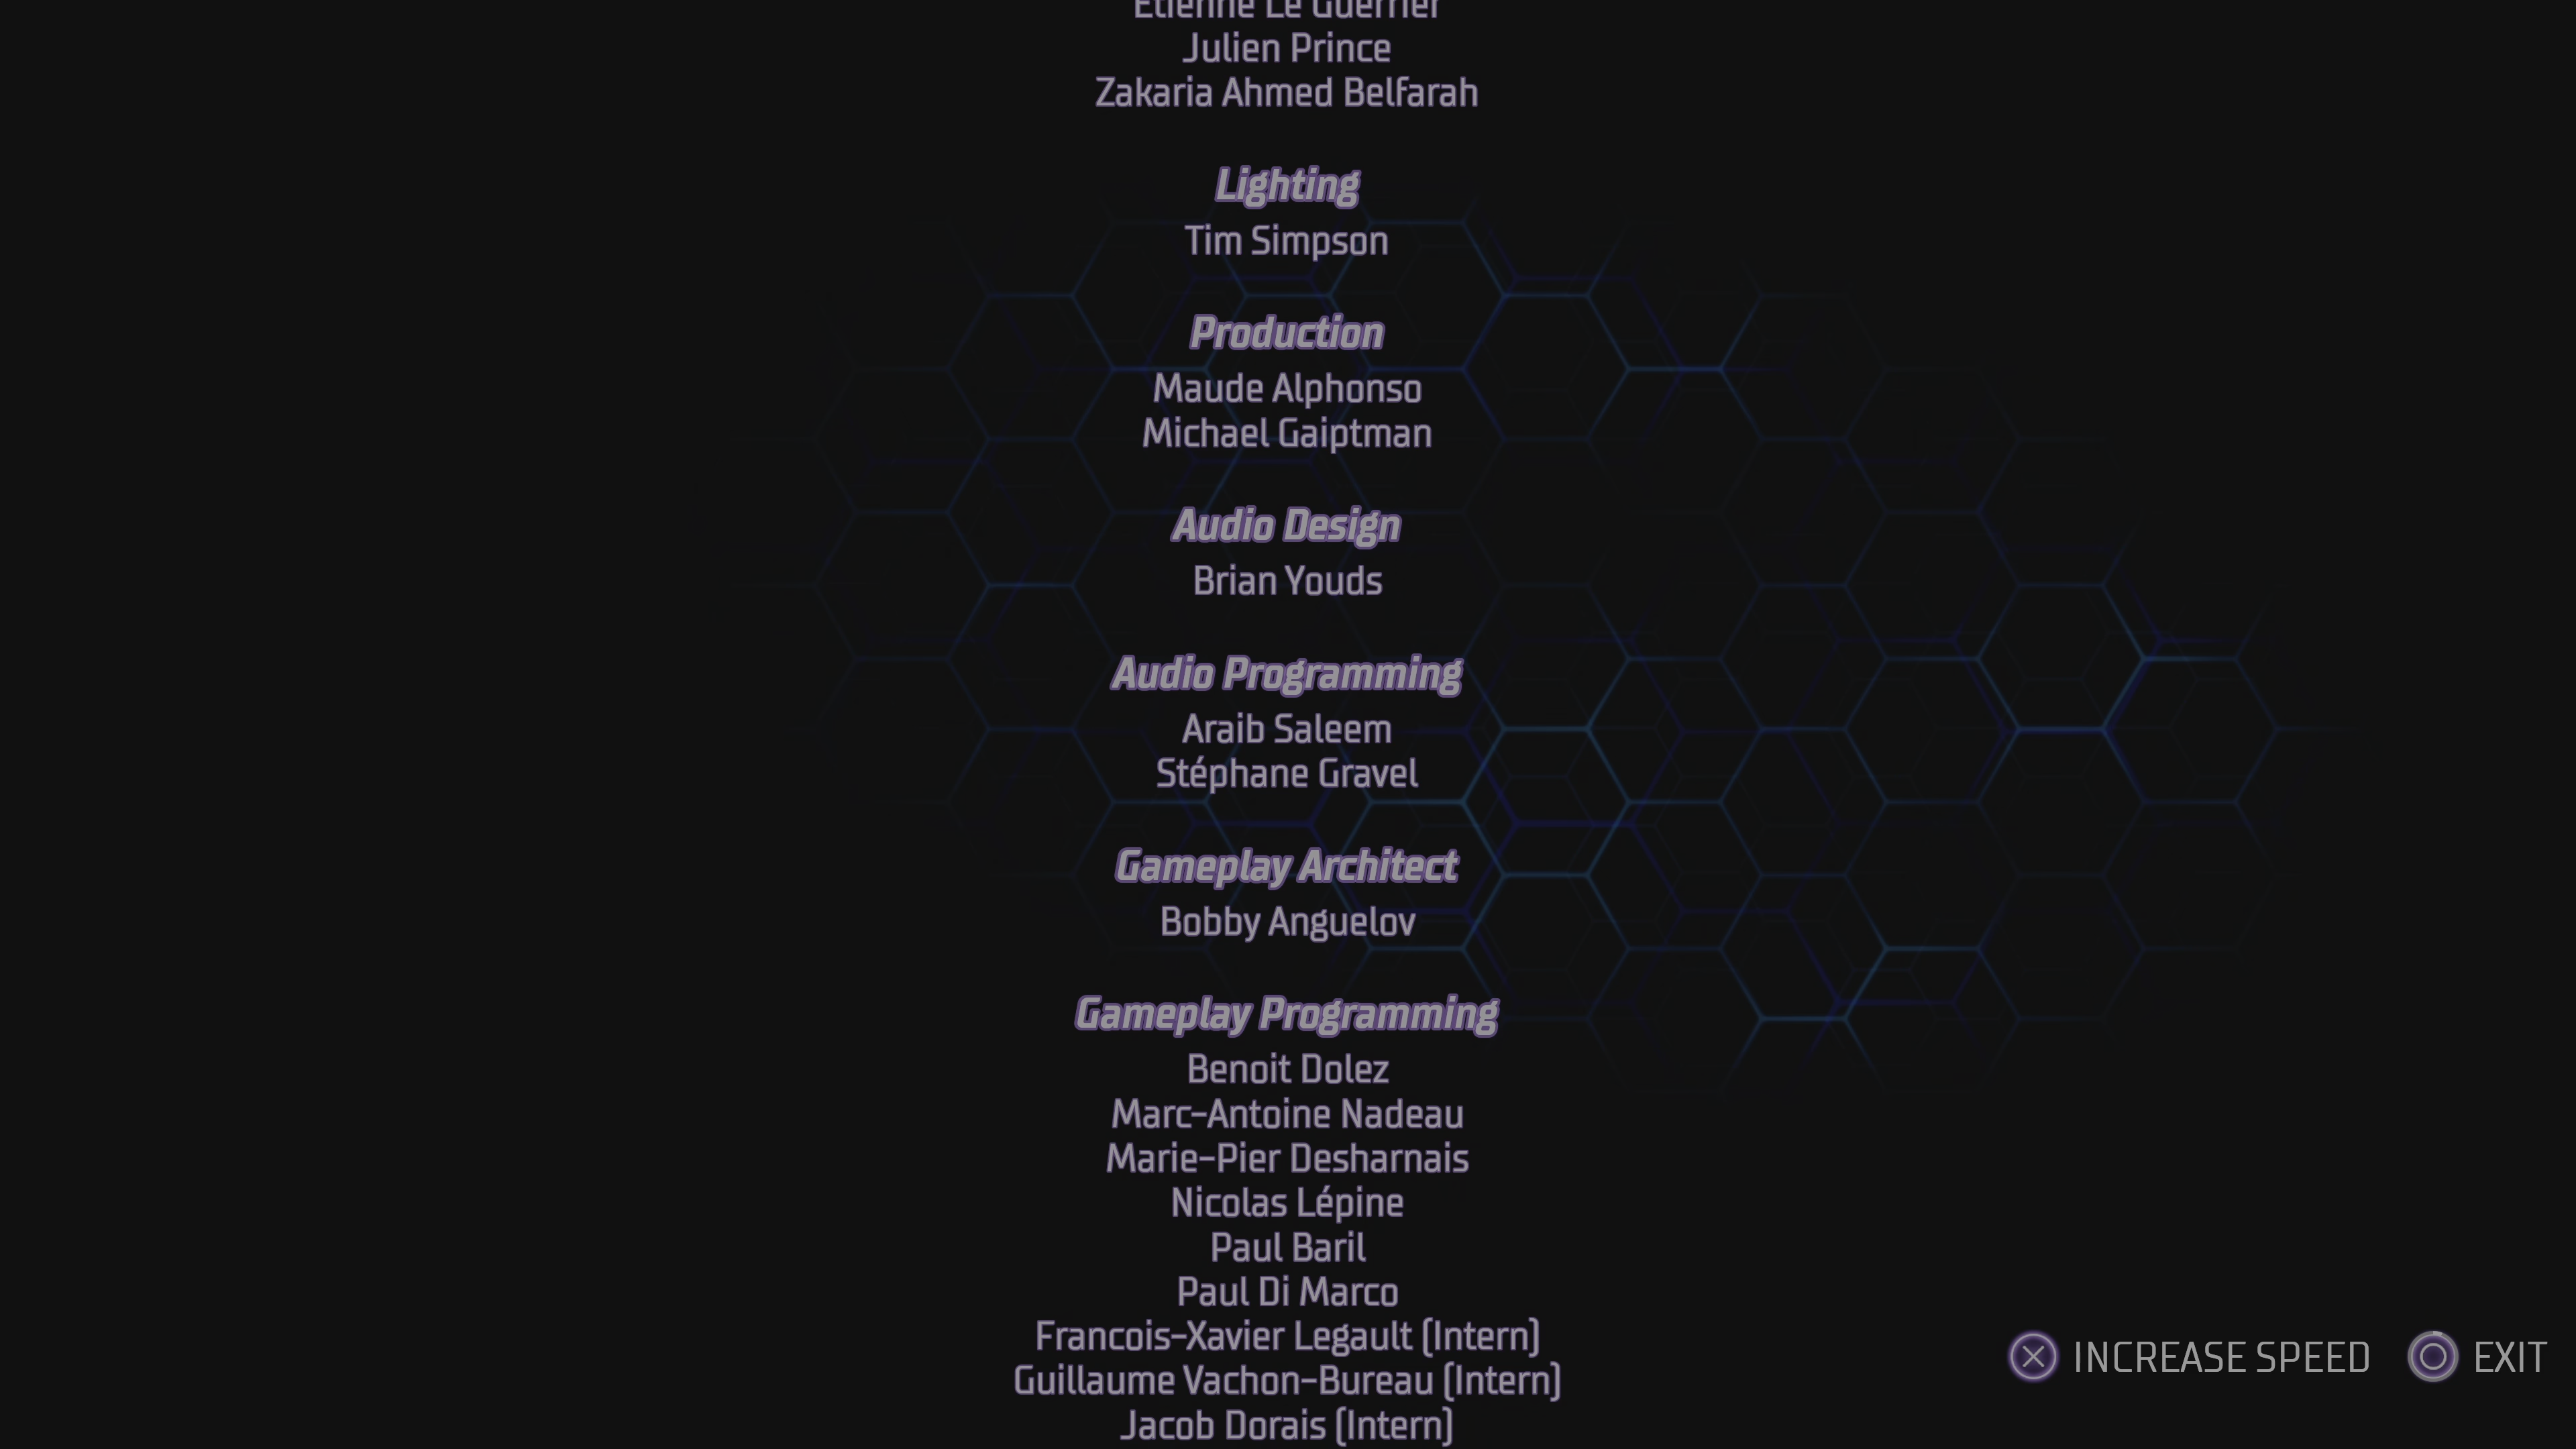 Etienne Le Guerrier
Julien Prince
Zakaria Ahmed Belfarah
Lighting
Tim Simpson
Production
Maude Alphonso
Michael Gaiptman
Audio Design
Brian Youds
Audio Programming
Araib Saleem
Stéphane Gravel
Gameplay Architect
Bobby Anguelov
Gameplay Programming
Benoit Dolez
Marc-Antoine Nadeau
Marie-Pier Desharnais
Nicolas Lépine
Paul Baril
Paul Di Marco
Francois-Xavier Legault (Intern)
Guillaume Vachon-Bureau (Intern)
Jacob Dorais (Intern)
INCREASE SPEED
EXIT